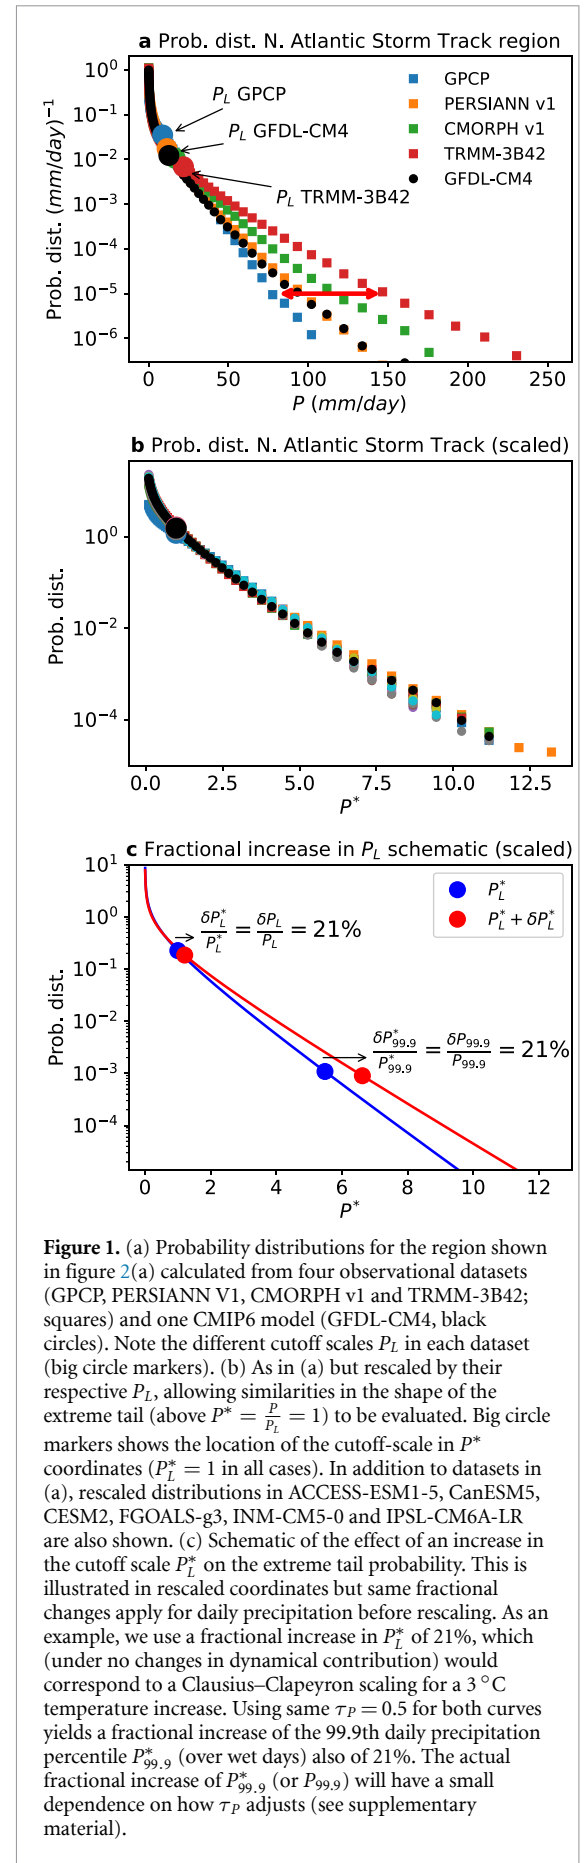 a Prob. dist. N. Atlantic Storm Track region
Prob. dist. (mm/day)⁻¹
10⁰
10⁻¹
10⁻²
10⁻³
10⁻⁴
10⁻⁵
10⁻⁶
P_L GPCP
P_L GFDL-CM4
P_L TRMM-3B42
GPCP
PERSIANN v1
CMORPH v1
TRMM-3B42
GFDL-CM4
0 50 100 150 200 250
P (mm/day)
b Prob. dist. N. Atlantic Storm Track (scaled)
Prob. dist.
10⁰
10⁻²
10⁻⁴
0.0 2.5 5.0 7.5 10.0 12.5
P*
c Fractional increase in P_L schematic (scaled)
Prob. dist.
10¹
10⁰
10⁻¹
10⁻²
10⁻³
10⁻⁴
P*_L
P*_L + δP*_L
δP*_L/P*_L = δP_L/P_L = 21%
δP*_99.9/P*_99.9 = δP_99.9/P_99.9 = 21%
0 2 4 6 8 10 12
P*
Figure 1. (a) Probability distributions for the region shown
in figure 2(a) calculated from four observational datasets
(GPCP, PERSIANN V1, CMORPH v1 and TRMM-3B42;
squares) and one CMIP6 model (GFDL-CM4, black
circles). Note the different cutoff scales P_L in each dataset
(big circle markers). (b) As in (a) but rescaled by their
respective P_L, allowing similarities in the shape of the
extreme tail (above P* = P/P_L = 1) to be evaluated. Big circle
markers shows the location of the cutoff-scale in P*
coordinates (P*_L = 1 in all cases). In addition to datasets in
(a), rescaled distributions in ACCESS-ESM1-5, CanESM5,
CESM2, FGOALS-g3, INM-CM5-0 and IPSL-CM6A-LR
are also shown. (c) Schematic of the effect of an increase in
the cutoff scale P*_L on the extreme tail probability. This is
illustrated in rescaled coordinates but same fractional
changes apply for daily precipitation before rescaling. As an
example, we use a fractional increase in P*_L of 21%, which
(under no changes in dynamical contribution) would
correspond to a Clausius–Clapeyron scaling for a 3 °C
temperature increase. Using same τ_P = 0.5 for both curves
yields a fractional increase of the 99.9th daily precipitation
percentile P*_99.9 (over wet days) also of 21%. The actual
fractional increase of P*_99.9 (or P_99.9) will have a small
dependence on how τ_P adjusts (see supplementary
material).